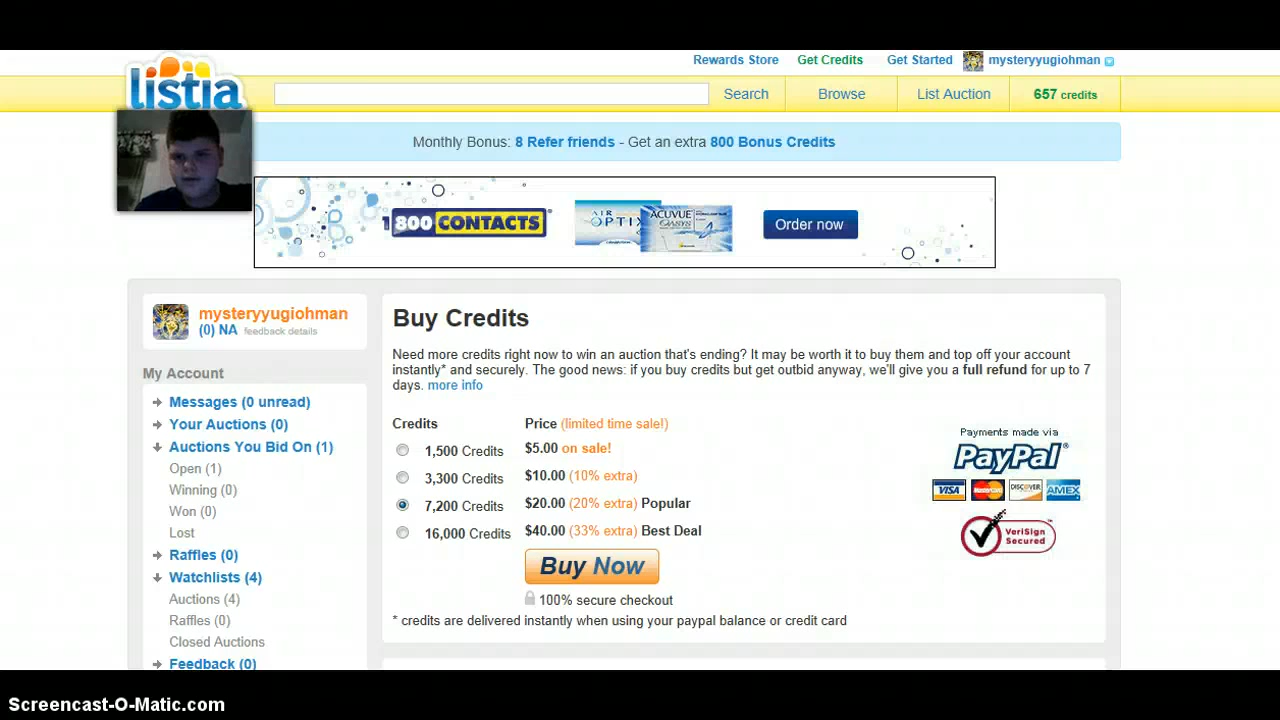 Rewards Store Get Credits Get Started mysteryyugiohman
listia
Search Browse List Auction 657 credits
Monthly Bonus: 8 Refer friends - Get an extra 800 Bonus Credits
1 800 CONTACTS
AIR OPTIX
ACUVUE OASYS
Order now
mysteryyugiohman
(0) NA feedback details
My Account
Messages (0 unread)
Your Auctions (0)
Auctions You Bid On (1)
Open (1)
Winning (0)
Won (0)
Lost
Raffles (0)
Watchlists (4)
Auctions (4)
Raffles (0)
Closed Auctions
Feedback (0)
Buy Credits
Need more credits right now to win an auction that's ending? It may be worth it to buy them and top off your account
instantly* and securely. The good news: if you buy credits but get outbid anyway, we'll give you a full refund for up to 7
days. more info
Credits Price (limited time sale!)
1,500 Credits $5.00 on sale!
3,300 Credits $10.00 (10% extra)
7,200 Credits $20.00 (20% extra) Popular
16,000 Credits $40.00 (33% extra) Best Deal
Buy Now
100% secure checkout
* credits are delivered instantly when using your paypal balance or credit card
Payments made via
PayPal
VISA MasterCard DISCOVER AMEX
VeriSign
Secured
Screencast-O-Matic.com